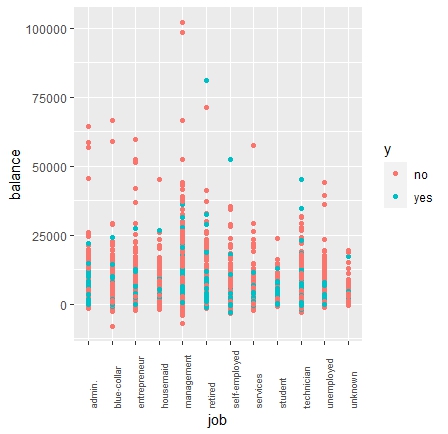 100000
75000
50000
25000
0
balance
admin.
blue-collar
entrepreneur
housemaid
management
retired
self-employed
services
student
technician
unemployed
unknown
job
y
no
yes